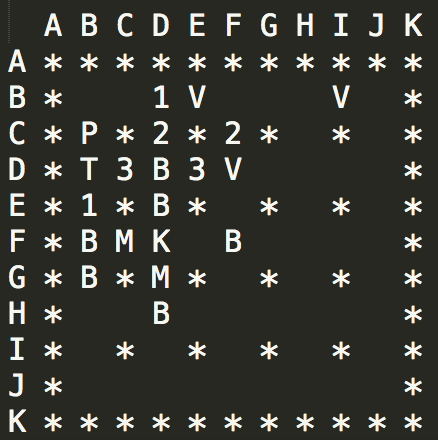 A B C D E F G H I J K
A * * * * * * * * * * *
B *     1 V       V   *
C * P * 2 * 2 *   *   *
D * T 3 B 3 V         *
E * 1 * B *   *   *   *
F * B M K   B         *
G * B * M *   *   *   *
H *     B             *
I *   *   *   *   *   *
J *                   *
K * * * * * * * * * * *